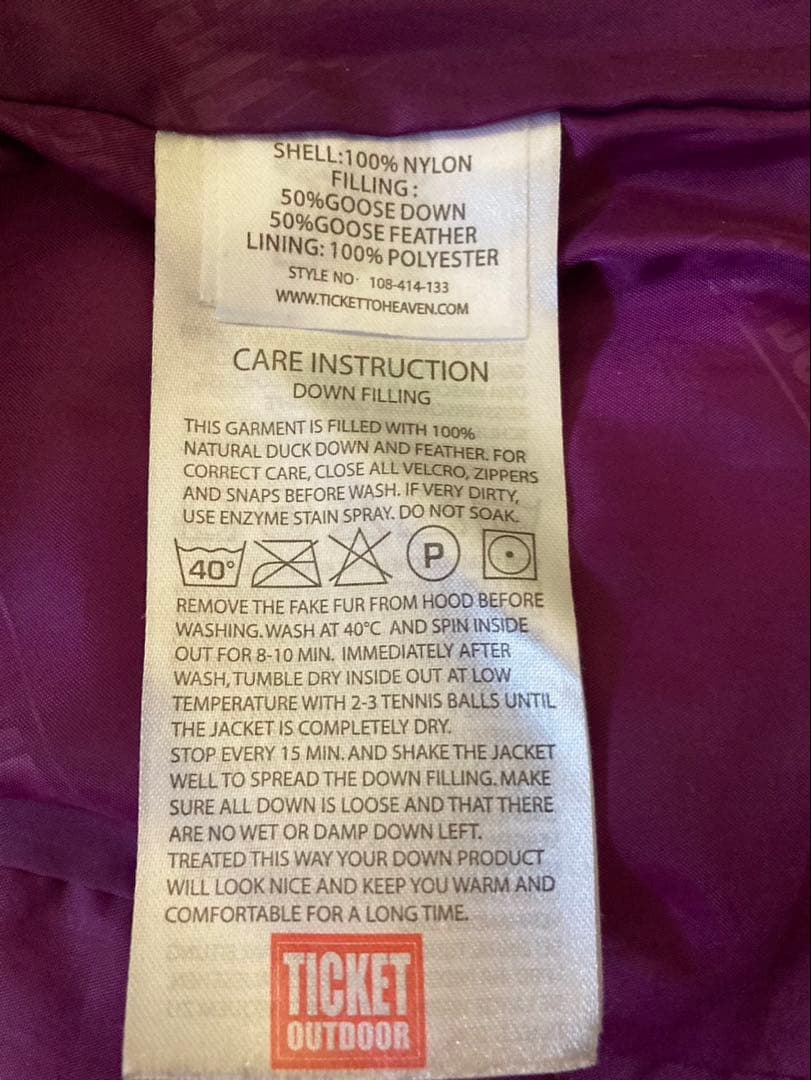 SHELL:100% NYLON
FILLING:
50%GOOSE DOWN
50%GOOSE FEATHER
LINING: 100% POLYESTER
STYLE NO· 108-414-133
WWW.TICKETTOHEAVEN.COM
CARE INSTRUCTION
DOWN FILLING
THIS GARMENT IS FILLED WITH 100%
NATURAL DUCK DOWN AND FEATHER. FOR
CORRECT CARE, CLOSE ALL VELCRO, ZIPPERS
AND SNAPS BEFORE WASH. IF VERY DIRTY,
USE ENZYME STAIN SPRAY. DO NOT SOAK.
40° P
REMOVE THE FAKE FUR FROM HOOD BEFORE
WASHING. WASH AT 40°C AND SPIN INSIDE
OUT FOR 8-10 MIN. IMMEDIATELY AFTER
WASH, TUMBLE DRY INSIDE OUT AT LOW
TEMPERATURE WITH 2-3 TENNIS BALLS UNTIL
THE JACKET IS COMPLETELY DRY.
STOP EVERY 15 MIN. AND SHAKE THE JACKET
WELL TO SPREAD THE DOWN FILLING. MAKE
SURE ALL DOWN IS LOOSE AND THAT THERE
ARE NO WET OR DAMP DOWN LEFT.
TREATED THIS WAY YOUR DOWN PRODUCT
WILL LOOK NICE AND KEEP YOU WARM AND
COMFORTABLE FOR A LONG TIME.
TICKET
OUTDOOR